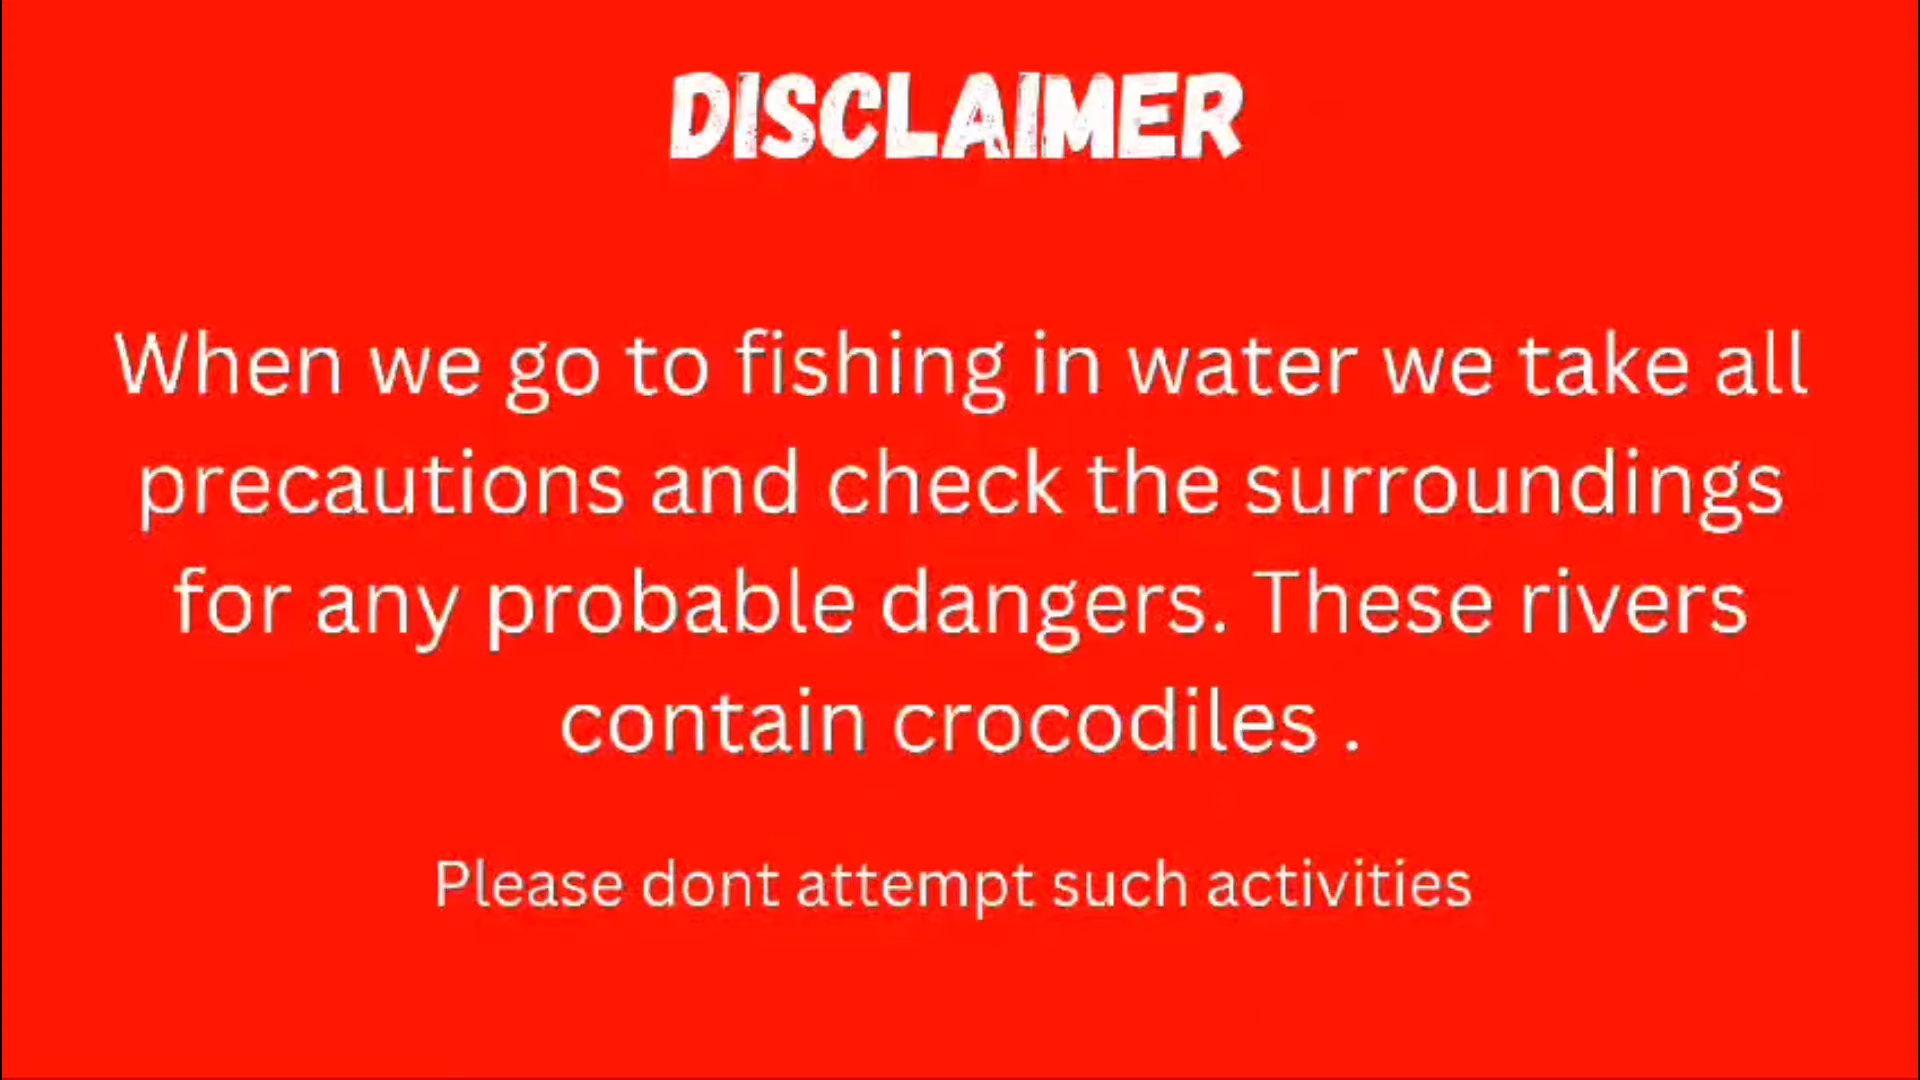 DISCLAIMER
When we go to fishing in water we take all
precautions and check the surroundings
for any probable dangers. These rivers
contain crocodiles .
Please dont attempt such activities